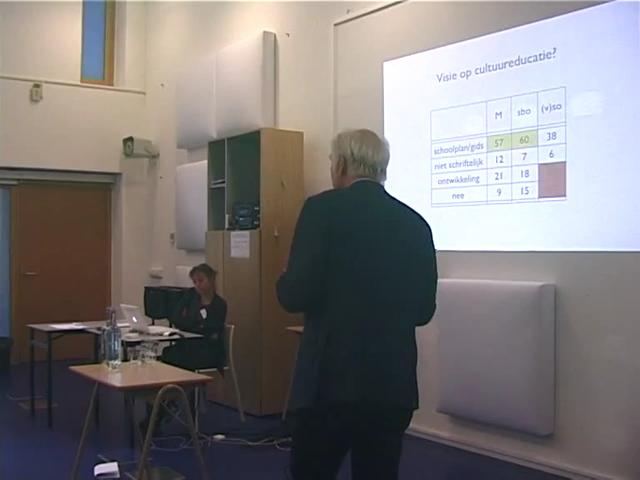 Visie op cultuureducatie?
M sbo (v)so
schoolplan/gids 57 60 38
niet schriftelijk 12 7 6
ontwikkeling 21 18
nee 9 15